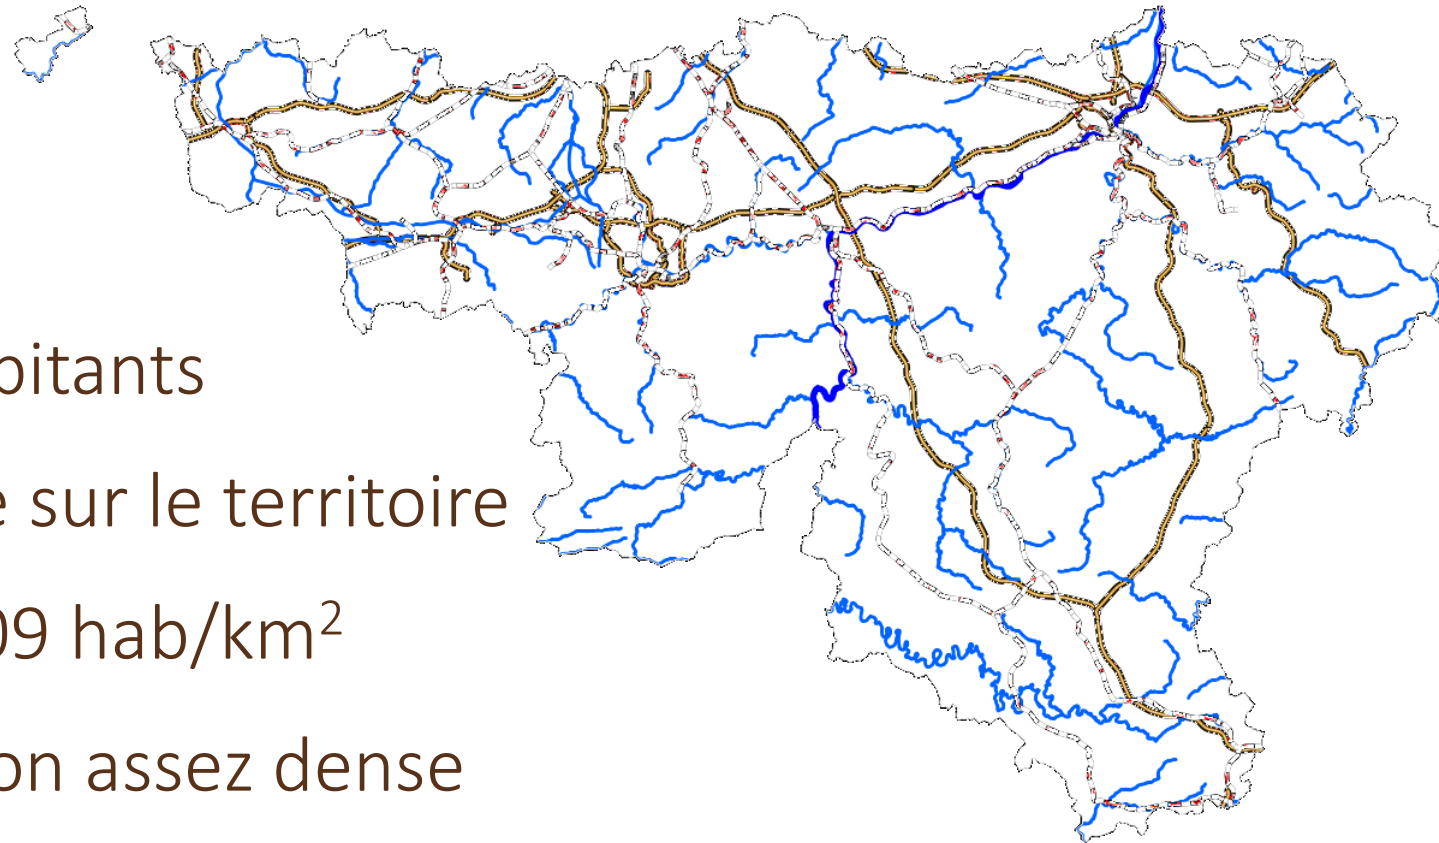 bitants
e sur le territoire
09 hab/km²
on assez dense